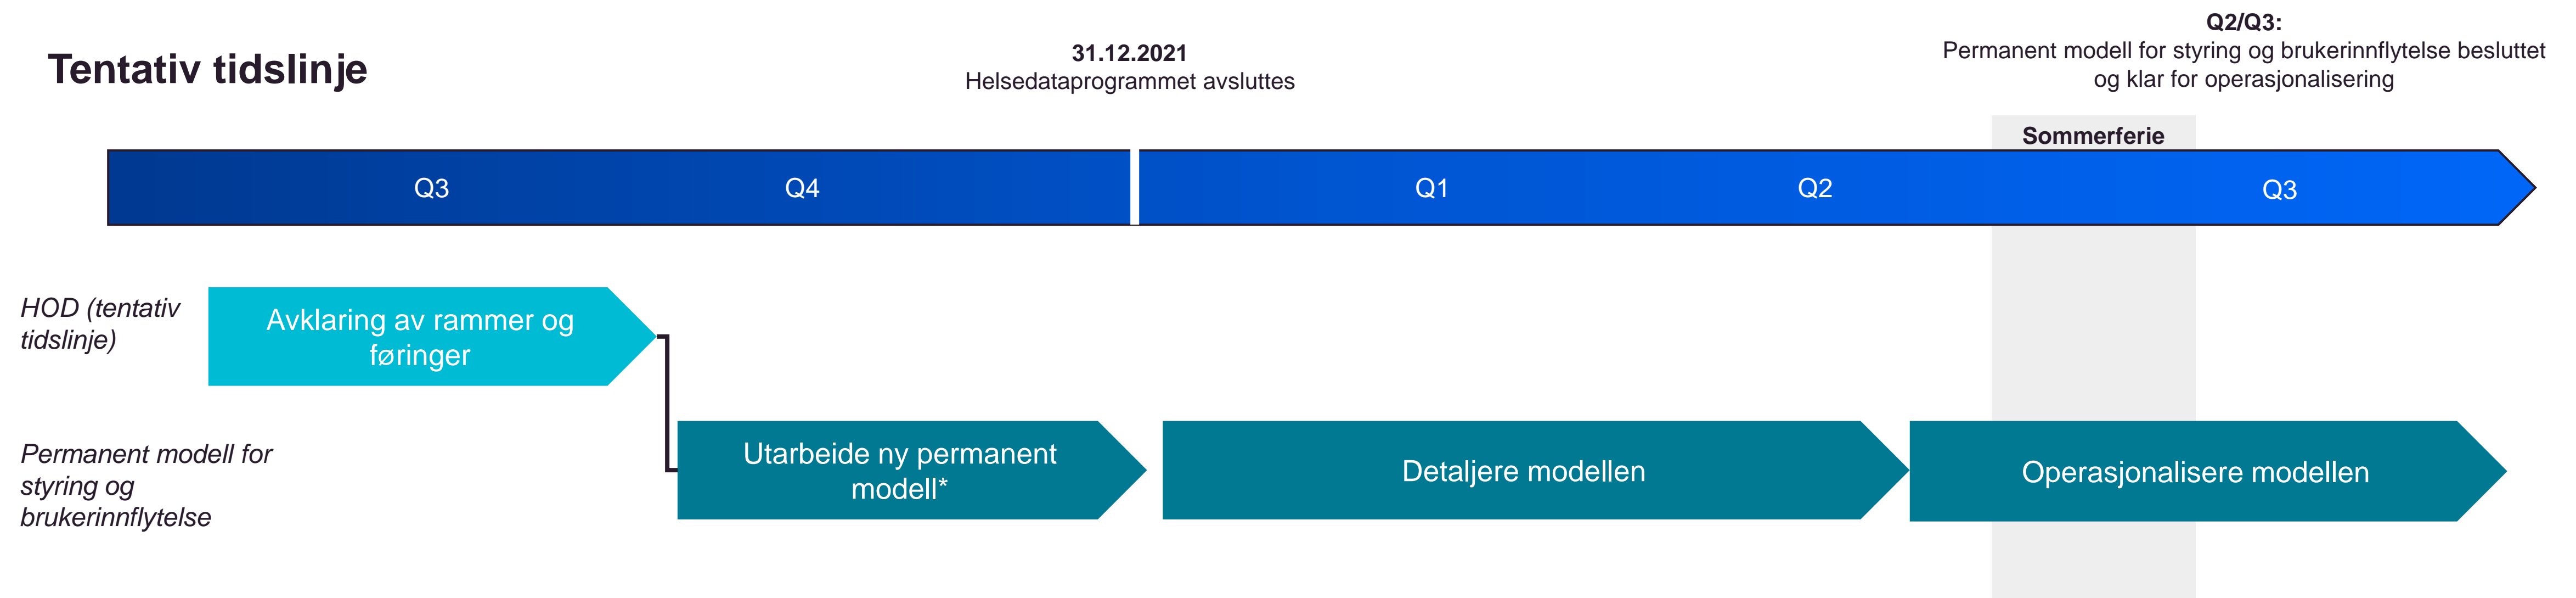 Tentativ tidslinje
31.12.2021
Helsedataprogrammet avsluttes
Q2/Q3:
Permanent modell for styring og brukerinnflytelse besluttet
og klar for operasjonalisering
Sommerferie
Q3
Q4
Q1
Q2
Q3
HOD (tentativ
tidslinje)
Avklaring av rammer og
føringer
Permanent modell for
styring og
brukerinnflytelse
Utarbeide ny permanent
modell*
Detaljere modellen
Operasjonalisere modellen